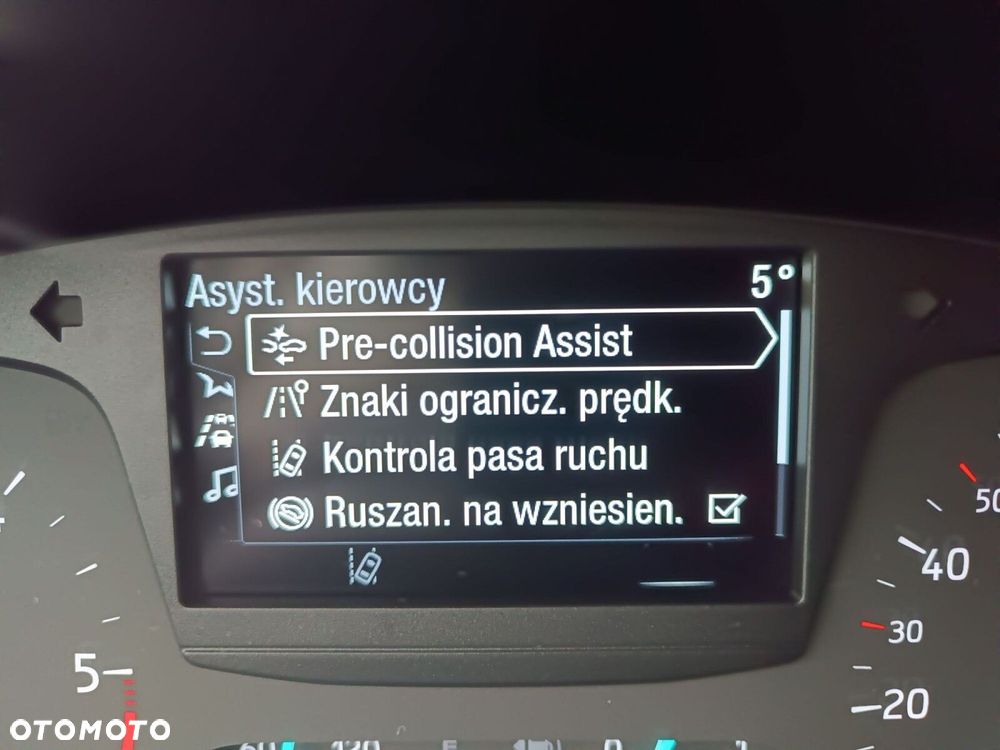 Asyst. kierowcy 5°
Pre-collision Assist
Znaki ogranicz. prędk.
Kontrola pasa ruchu
Ruszan. na wzniesien.
50
40
30
20
5
OTOMOTO